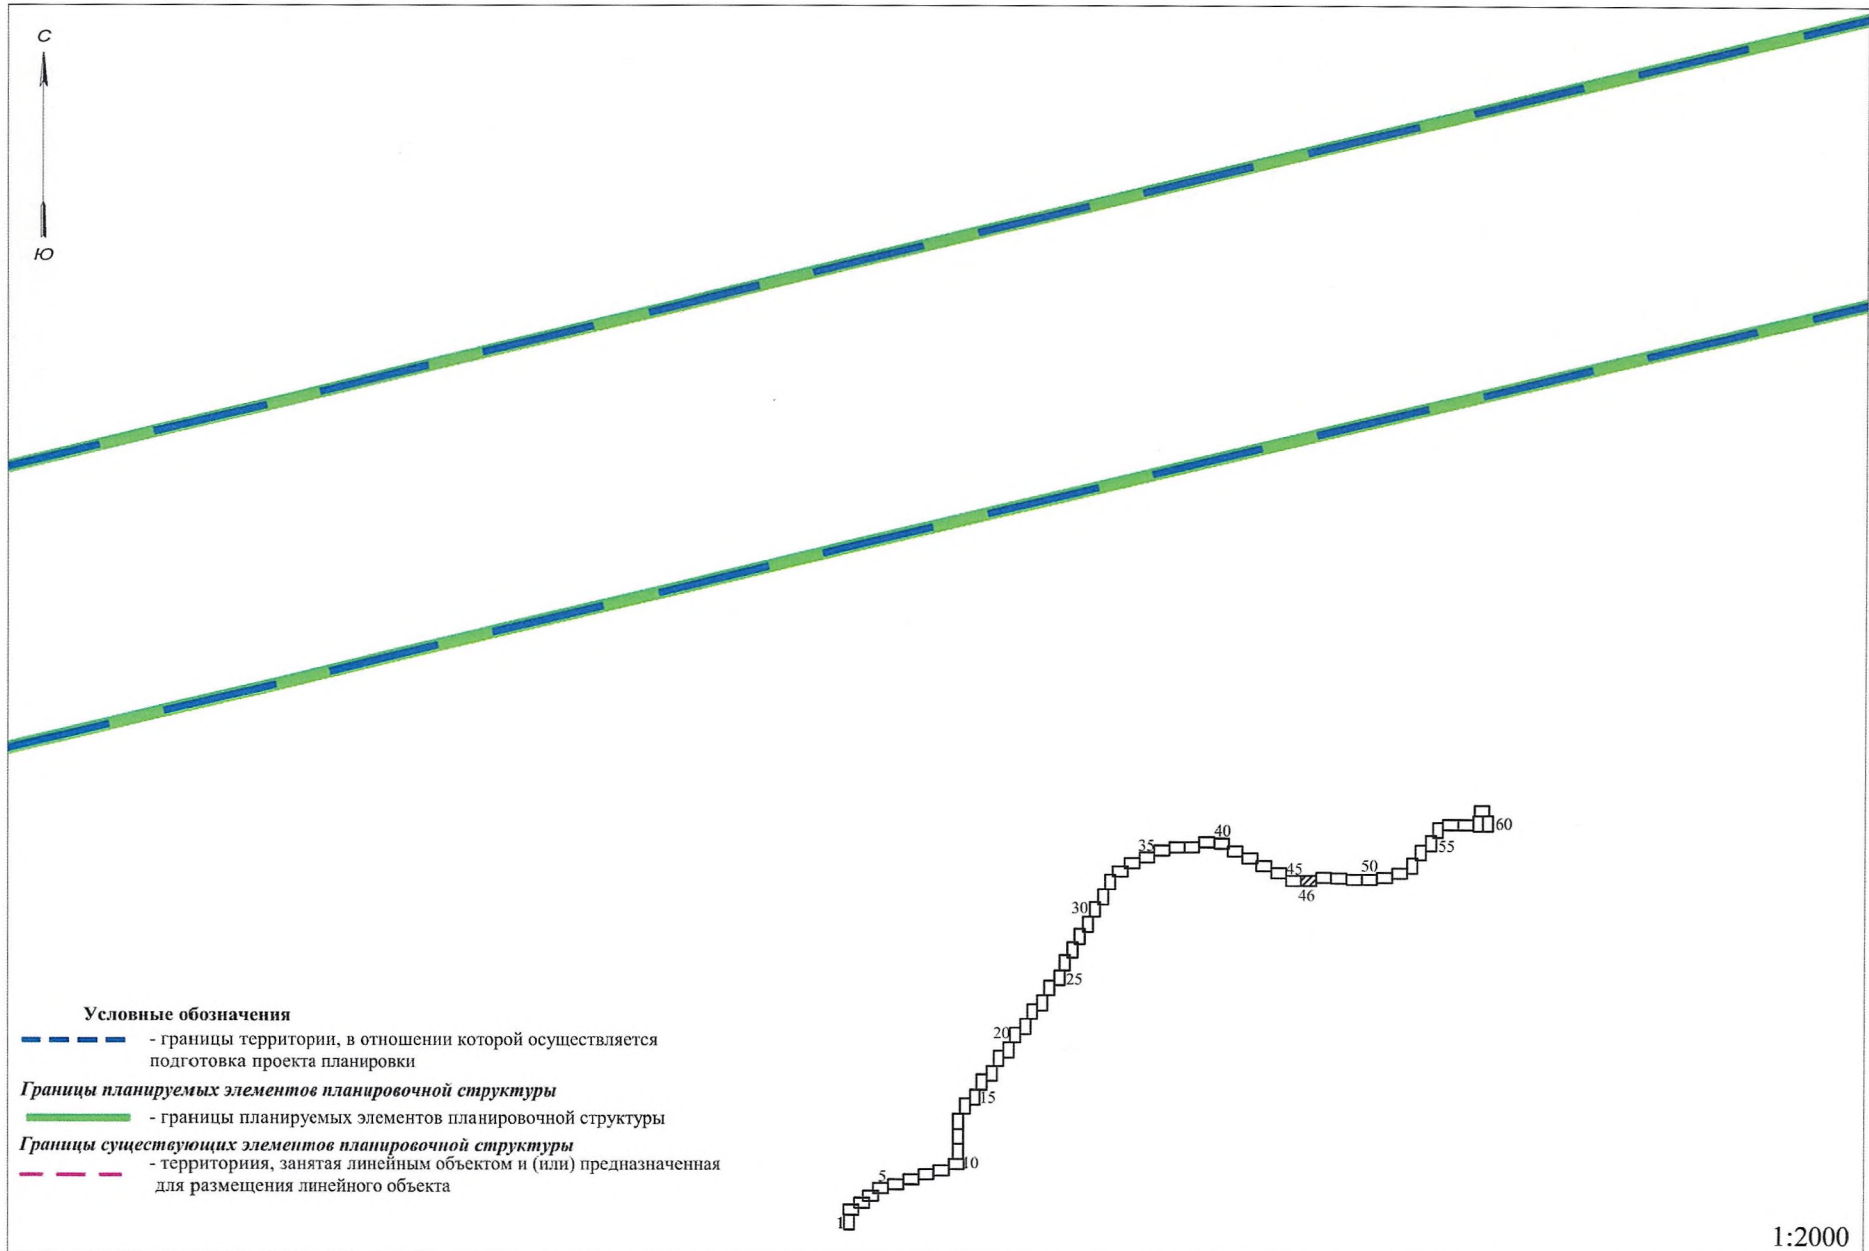 С
Ю
60
40
35
55
45
50
46
30
25
20
15
10
5
1
Условные обозначения
- границы территории, в отношении которой осуществляется
подготовка проекта планировки
Границы планируемых элементов планировочной структуры
- границы планируемых элементов планировочной структуры
Границы существующих элементов планировочной структуры
- территориия, занятая линейным объектом и (или) предназначенная
для размещения линейного объекта
1:2000